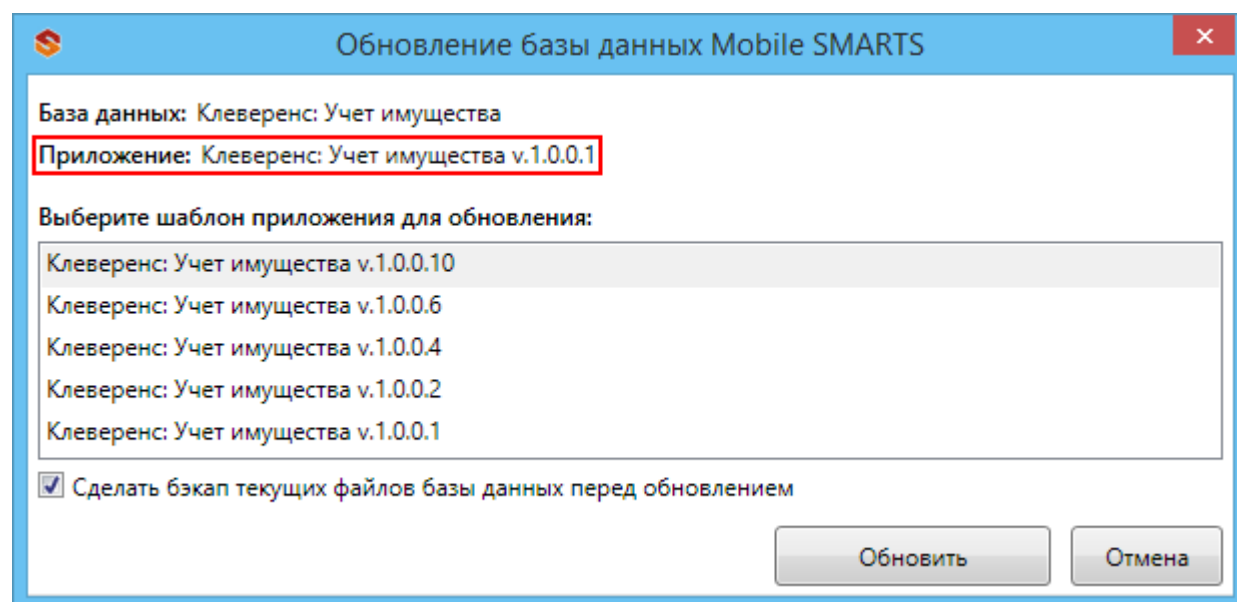 Обновление базы данных Mobile SMARTS
База данных: Клеверенс: Учет имущества
Приложение: Клеверенс: Учет имущества v.1.0.0.1
Выберите шаблон приложения для обновления:
Клеверенс: Учет имущества v.1.0.0.10
Клеверенс: Учет имущества v.1.0.0.6
Клеверенс: Учет имущества v.1.0.0.4
Клеверенс: Учет имущества v.1.0.0.2
Клеверенс: Учет имущества v.1.0.0.1
Сделать бэкап текущих файлов базы данных перед обновлением
Обновить Отмена